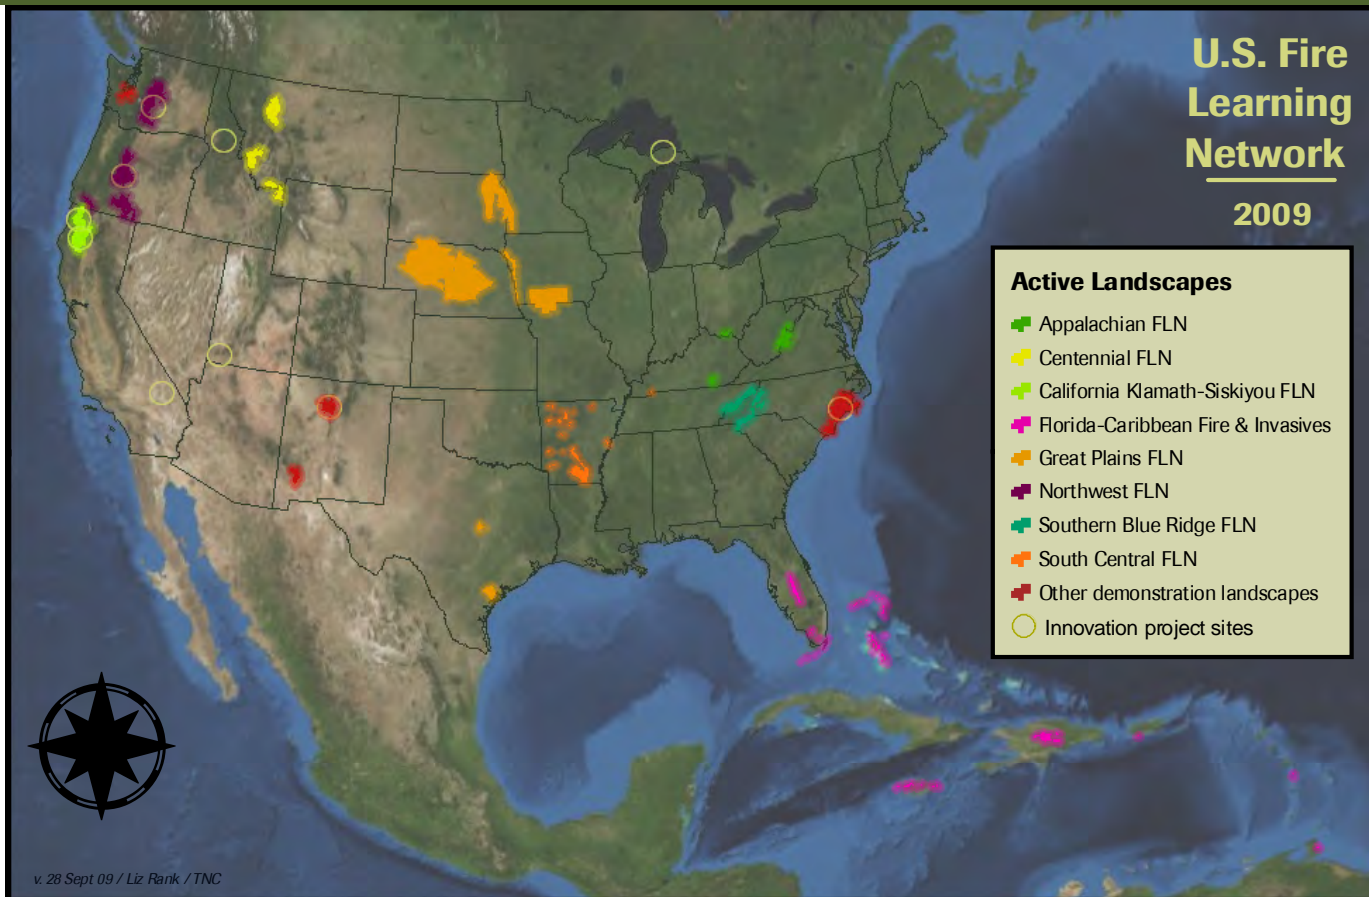 U.S. Fire
Learning
Network
2009
Active Landscapes
Appalachian FLN
Centennial FLN
California Klamath-Siskiyou FLN
Florida-Caribbean Fire & Invasives
Great Plains FLN
Northwest FLN
Southern Blue Ridge FLN
South Central FLN
Other demonstration landscapes
Innovation project sites
v. 28 Sept 09 / Liz Rank / TNC